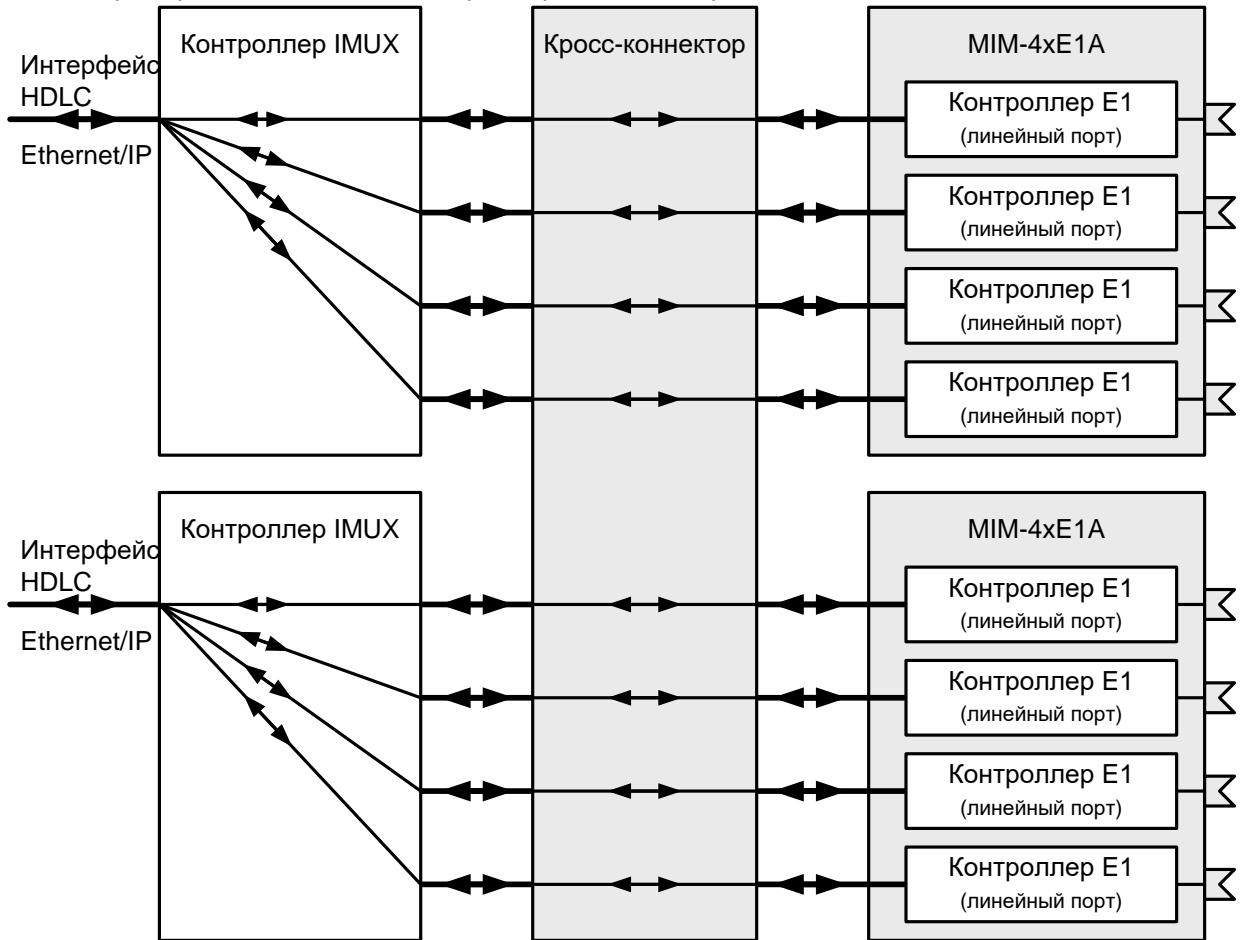 Контроллер IMUX
Кросс-коннектор
MIM-4xE1A
Интерфейс
HDLC
Ethernet/IP
Контроллер E1
(линейный порт)
Контроллер E1
(линейный порт)
Контроллер E1
(линейный порт)
Контроллер E1
(линейный порт)
Контроллер IMUX
MIM-4xE1A
Интерфейс
HDLC
Ethernet/IP
Контроллер E1
(линейный порт)
Контроллер E1
(линейный порт)
Контроллер E1
(линейный порт)
Контроллер E1
(линейный порт)